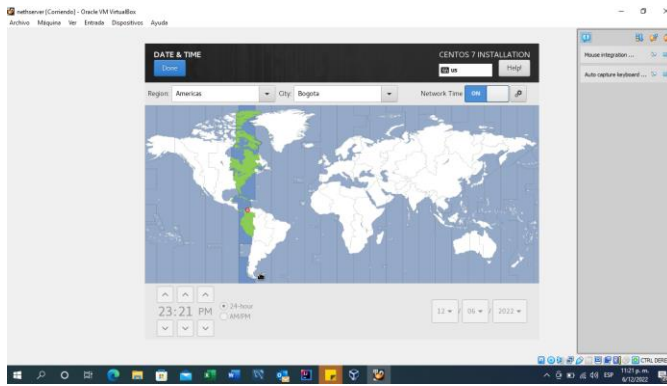 nethserver [Corriendo] - Oracle VM VirtualBox
Archivo Máquina Ver Entrada Dispositivos Ayuda
DATE & TIME
CENTOS 7 INSTALLATION
Done
us
Help!
Mouse integration ...
Auto capture keyboard ...
Region: Americas City: Bogota Network Time ON
23:21 PM
24-hour
AM/PM
12 / 06 / 2022
CTRL DERE
ESP
11:21 p. m.
6/12/2022